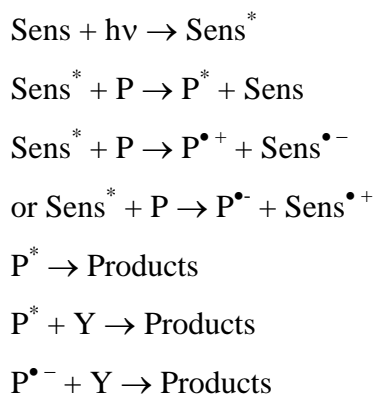 Sens + hν → Sens*
Sens* + P → P* + Sens
Sens* + P → P•+ + Sens•−
or Sens* + P → P•- + Sens•+
P* → Products
P* + Y → Products
P•− + Y → Products